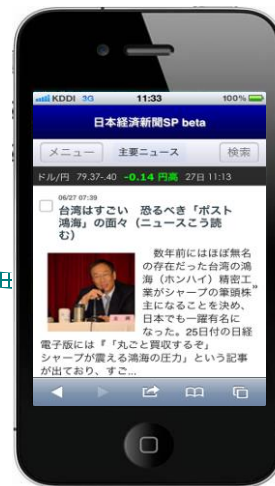 KDDI 3G 11:33 100%
日本経済新聞SP beta
メニュー 主要ニュース 検索
ドル/円 79.37-.40 -0.14 円高 27日 11:13
06/27 07:39
台湾はすごい 恐るべき「ポスト
鴻海」の面々(ニュースこう読
む)
数年前にはほぼ無名
の存在だった台湾の鴻
海(ホンハイ)精密工
業がシャープの筆頭株"
主になることを決め、
日本でも一躍有名に
なった。25日付の日経
電子版には『「丸ごと買収するぞ」
シャープが震える鴻海の圧力」という記事
が出ており、すご...